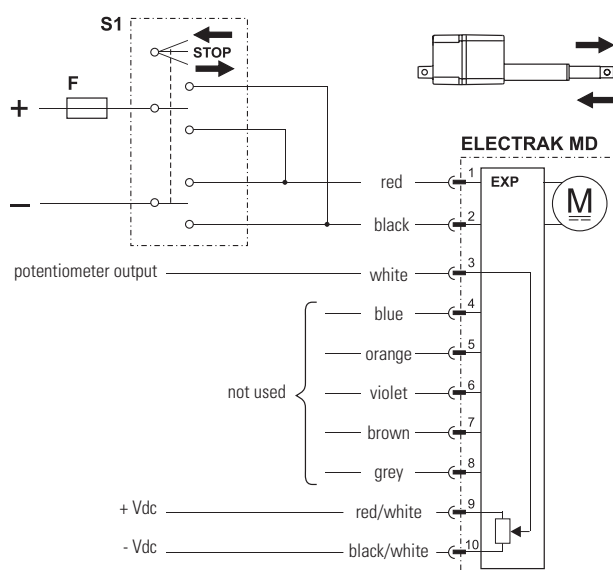 S1
STOP
F
+
–
ELECTRAK MD
EXP
M
red
1
black
2
potentiometer output
white
3
blue
4
orange
5
not used
violet
6
brown
7
grey
8
+ Vdc
red/white
9
- Vdc
black/white
10